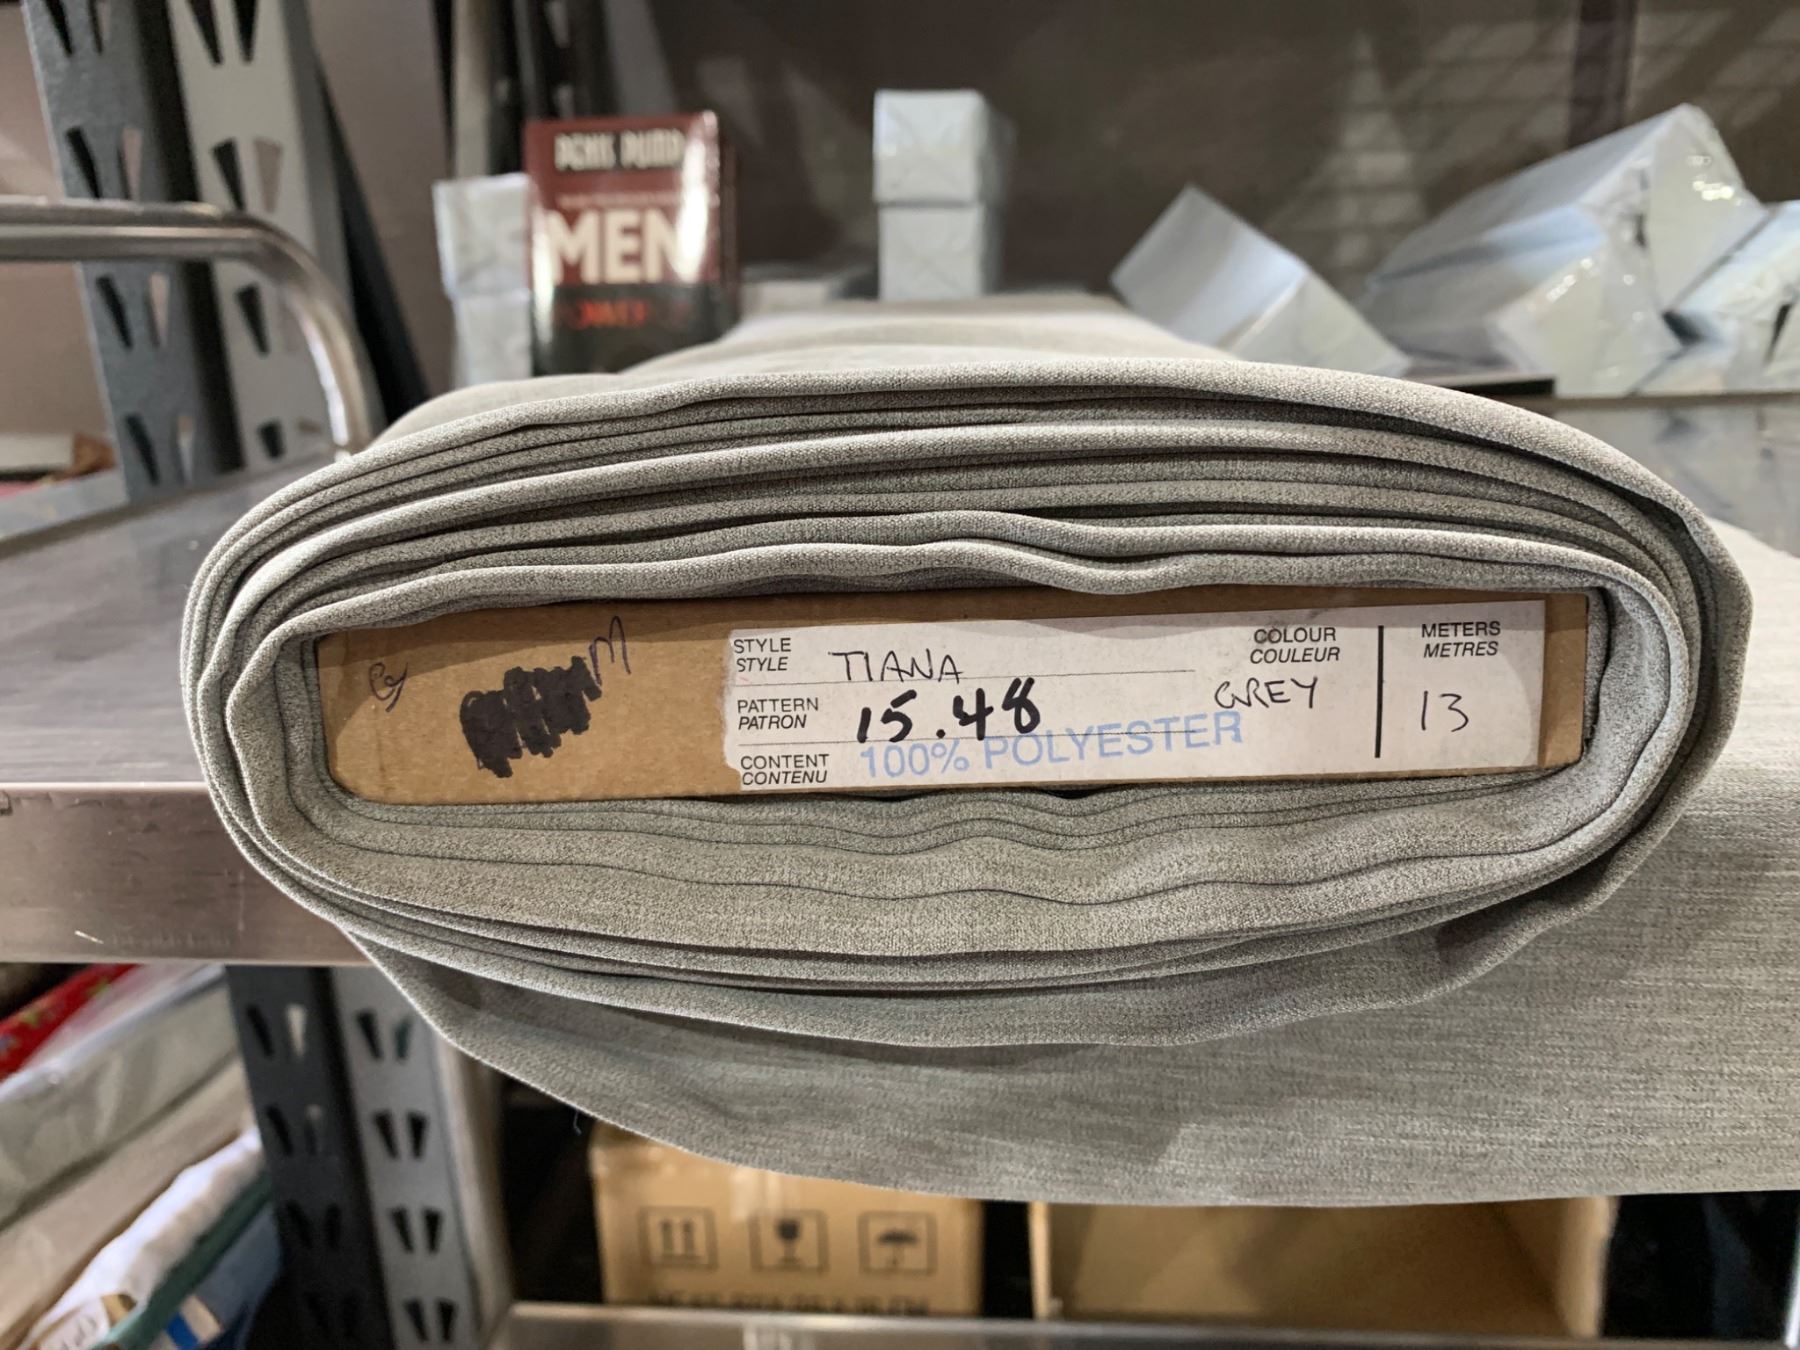 MEN
M
STYLE
STYLE
TIANA
COLOUR
COULEUR
GREY
METERS
METRES
13
PATTERN
PATRON
15.48
CONTENT
CONTENU
100% POLYESTER